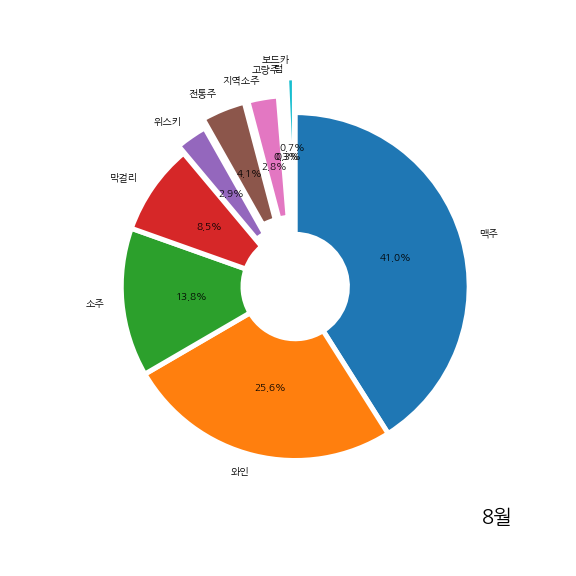 보드카
고량주
럼
지역소주
전통주
위스키
막걸리
맥주
소주
와인
0.7%
2.8%
4.1%
2.9%
8.5%
41.0%
13.8%
25.6%
8월